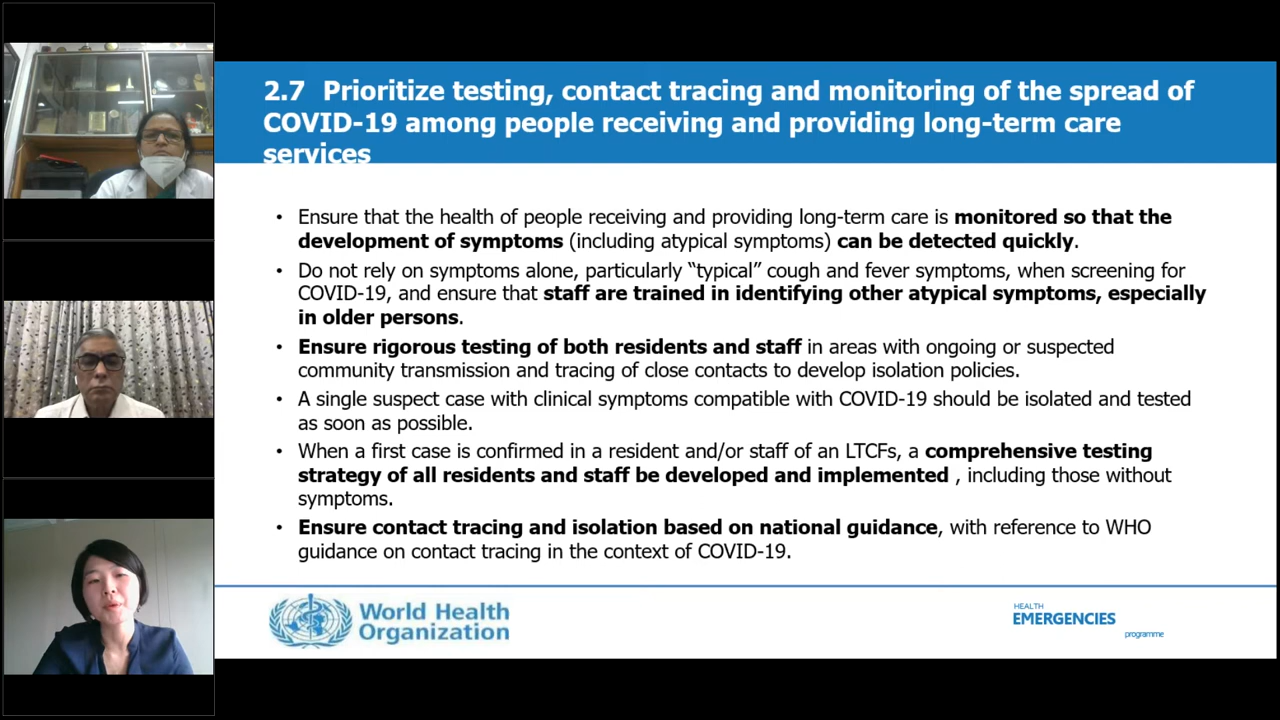 2.7 Prioritize testing, contact tracing and monitoring of the spread of
COVID-19 among people receiving and providing long-term care
services
• Ensure that the health of people receiving and providing long-term care is monitored so that the
development of symptoms (including atypical symptoms) can be detected quickly.
• Do not rely on symptoms alone, particularly “typical” cough and fever symptoms, when screening for
COVID-19, and ensure that staff are trained in identifying other atypical symptoms, especially
in older persons.
• Ensure rigorous testing of both residents and staff in areas with ongoing or suspected
community transmission and tracing of close contacts to develop isolation policies.
• A single suspect case with clinical symptoms compatible with COVID-19 should be isolated and tested
as soon as possible.
• When a first case is confirmed in a resident and/or staff of an LTCFs, a comprehensive testing
strategy of all residents and staff be developed and implemented , including those without
symptoms.
• Ensure contact tracing and isolation based on national guidance, with reference to WHO
guidance on contact tracing in the context of COVID-19.
World Health
Organization
HEALTH
EMERGENCIES
programme